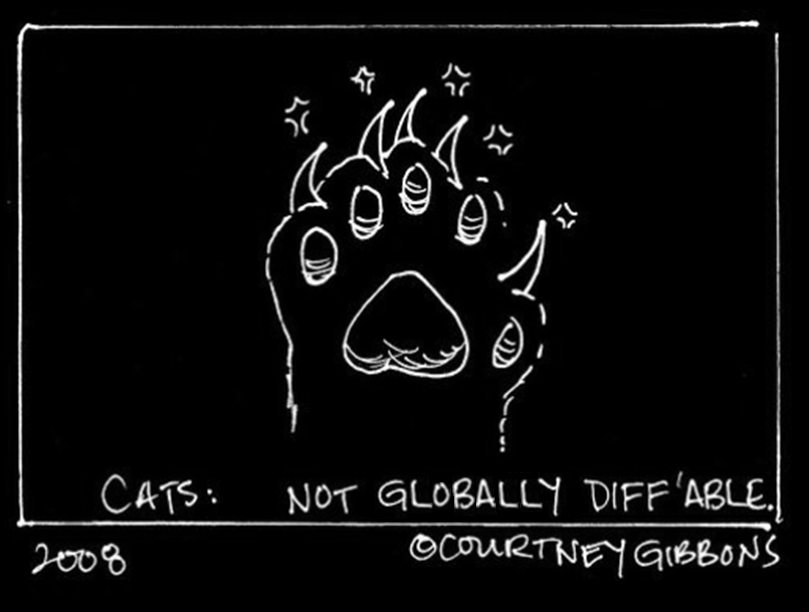 CATS: NOT GLOBALLY DIFF'ABLE.
2008 ©COURTNEY GIBBONS